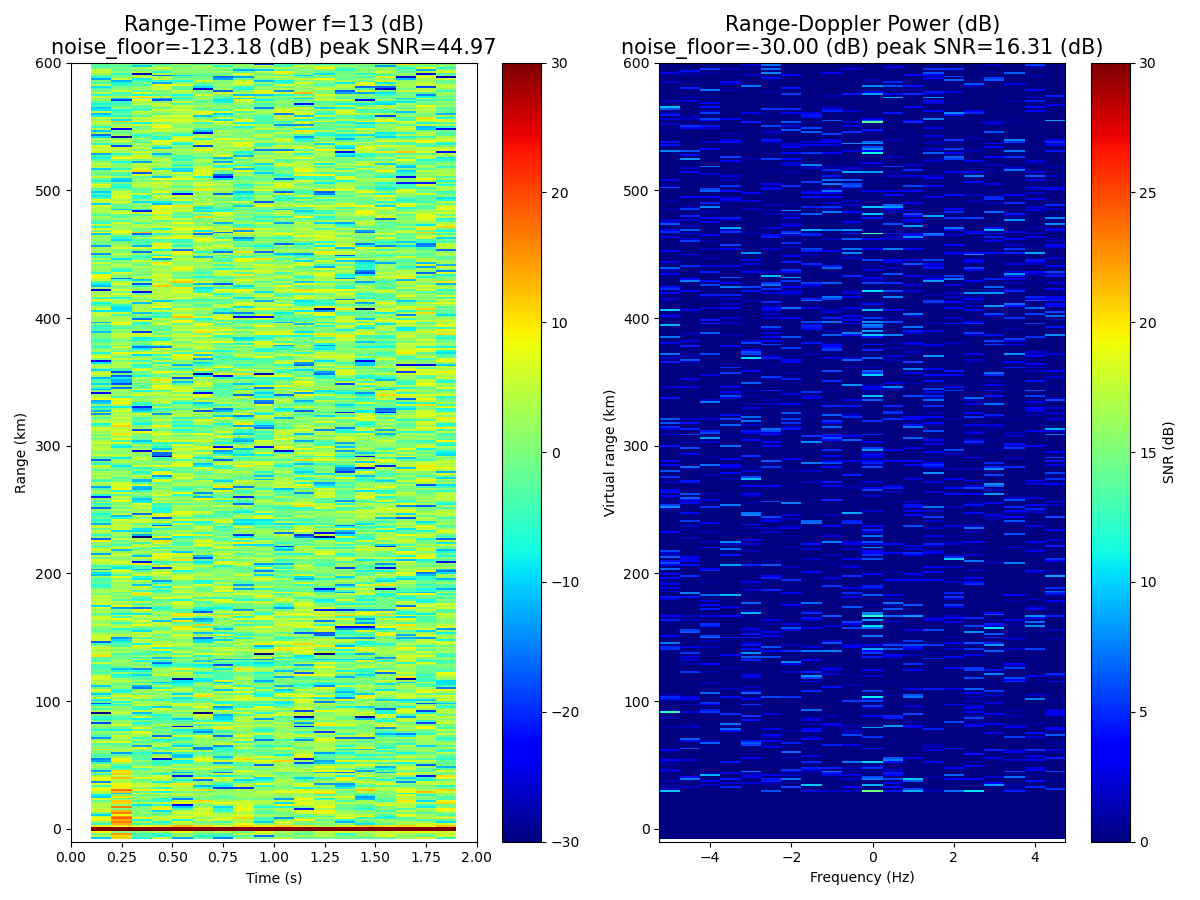 Range-Time Power f=13 (dB)
noise_floor=-123.18 (dB) peak SNR=44.97
Range-Doppler Power (dB)
noise_floor=-30.00 (dB) peak SNR=16.31 (dB)
600
500
400
300
200
100
0
Range (km)
0.00 0.25 0.50 0.75 1.00 1.25 1.50 1.75 2.00
Time (s)
30
20
10
0
−10
−20
−30
600
500
400
300
200
100
0
Virtual range (km)
−4 −2 0 2 4
Frequency (Hz)
30
25
20
15
10
5
0
SNR (dB)